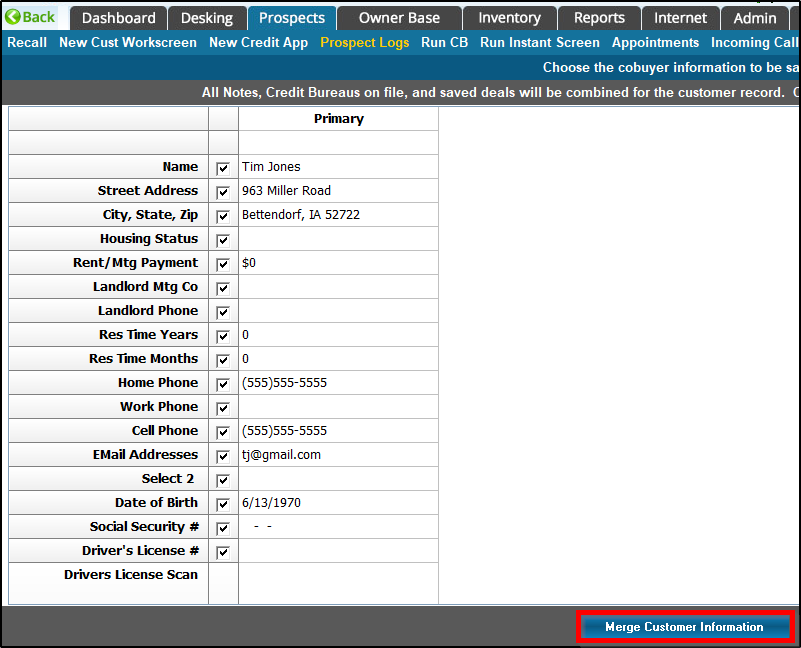 Back Dashboard Desking Prospects Owner Base Inventory Reports Internet Admin
Recall New Cust Workscreen New Credit App Prospect Logs Run CB Run Instant Screen Appointments Incoming Call
Choose the cobuyer information to be sa
All Notes, Credit Bureaus on file, and saved deals will be combined for the customer record. C
Primary
Name Tim Jones
Street Address 963 Miller Road
City, State, Zip Bettendorf, IA 52722
Housing Status
Rent/Mtg Payment $0
Landlord Mtg Co
Landlord Phone
Res Time Years 0
Res Time Months 0
Home Phone (555)555-5555
Work Phone
Cell Phone (555)555-5555
EMail Addresses tj@gmail.com
Select 2
Date of Birth 6/13/1970
Social Security # - -
Driver's License #
Drivers License Scan
Merge Customer Information